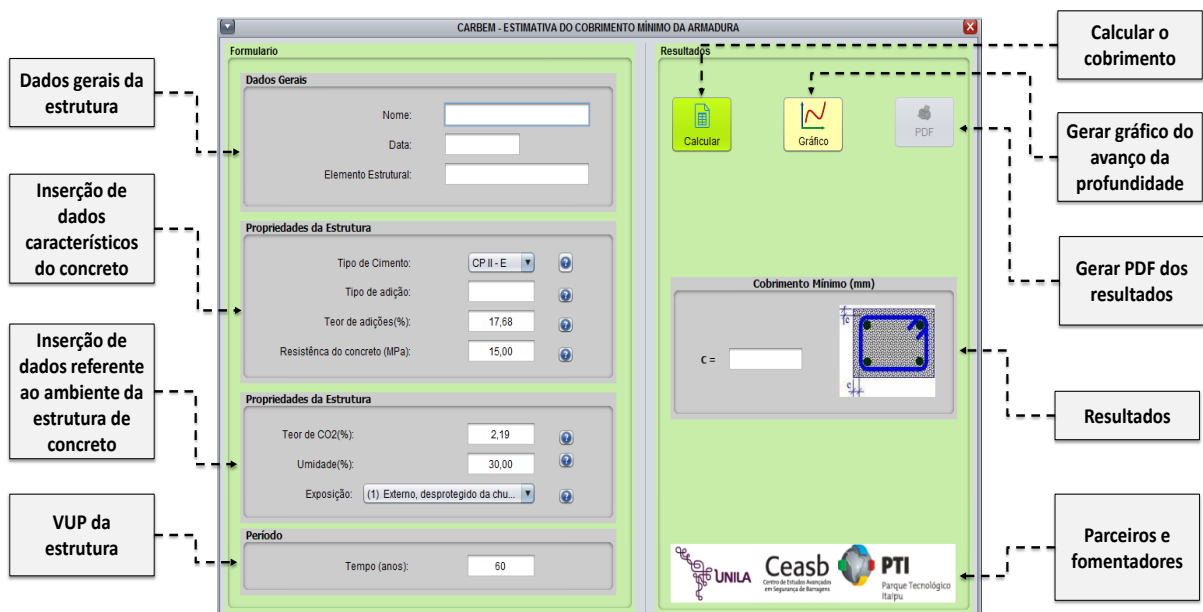 CARBEM - ESTIMATIVA DO COBRIMENTO MÍNIMO DA ARMADURA
Formulario
Dados Gerais
Nome:
Data:
Elemento Estrutural:
Propriedades da Estrutura
Tipo de Cimento: CP II - E
Tipo de adição:
Teor de adições(%): 17,68
Resistênca do concreto (MPa): 15,00
Propriedades da Estrutura
Teor de CO2(%): 2,19
Umidade(%): 30,00
Exposição: (1) Externo, desprotegido da chu...
Período
Tempo (anos): 60
Resultados
Calcular
Gráfico
PDF
Cobrimento Mínimo (mm)
c
C =
c
UNILA
Ceasb
Centro de Estudos Avançados
em Segurança de Barragens
PTI
Parque Tecnológico
Itaipu
Dados gerais da
estrutura
Inserção de
dados
característicos
do concreto
Inserção de
dados referente
ao ambiente da
estrutura de
concreto
VUP da
estrutura
Calcular o
cobrimento
Gerar gráfico do
avanço da
profundidade
Gerar PDF dos
resultados
Resultados
Parceiros e
fomentadores